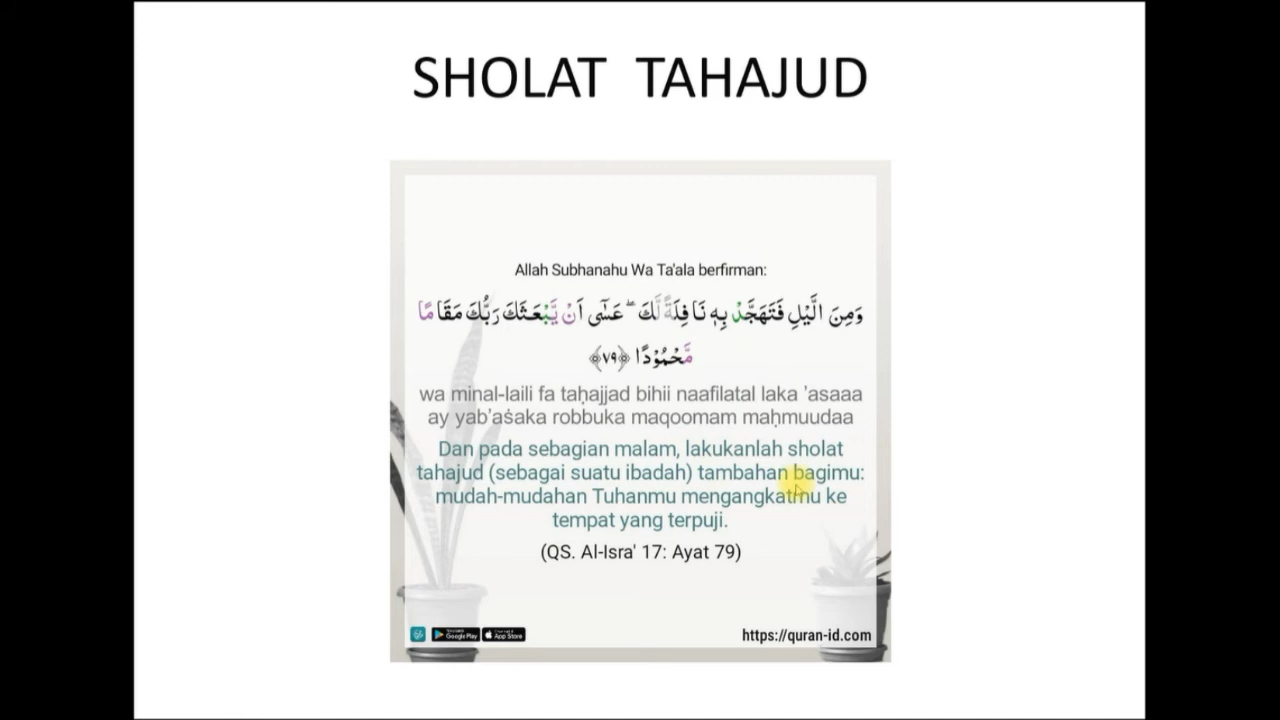 SHOLAT TAHAJUD
Allah Subhanahu Wa Ta'ala berfirman:
وَمِنَ الَّيْلِ فَتَهَجَّدْ بِهٖ نَافِلَةً لَّكَ ۖ عَسٰٓى اَنْ يَّبْعَثَكَ رَبُّكَ مَقَامًا
مَّحْمُوْدًا ﴿٧٩﴾
wa minal-laili fa taḥajjad bihii naafilatal laka 'asaaa
ay yab'aṡaka robbuka maqoomam maḥmuudaa
Dan pada sebagian malam, lakukanlah sholat
tahajud (sebagai suatu ibadah) tambahan bagimu:
mudah-mudahan Tuhanmu mengangkatmu ke
tempat yang terpuji.
(QS. Al-Isra' 17: Ayat 79)
Google Play
App Store
https://quran-id.com